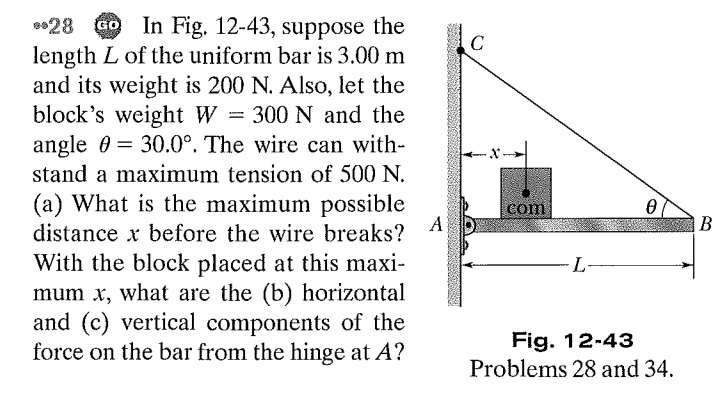 ••28 GO In Fig. 12-43, suppose the
length L of the uniform bar is 3.00 m
and its weight is 200 N. Also, let the
block's weight W = 300 N and the
angle θ = 30.0°. The wire can with-
stand a maximum tension of 500 N.
(a) What is the maximum possible
distance x before the wire breaks?
With the block placed at this maxi-
mum x, what are the (b) horizontal
and (c) vertical components of the
force on the bar from the hinge at A?
C
x
com
θ
A
B
L
Fig. 12-43
Problems 28 and 34.